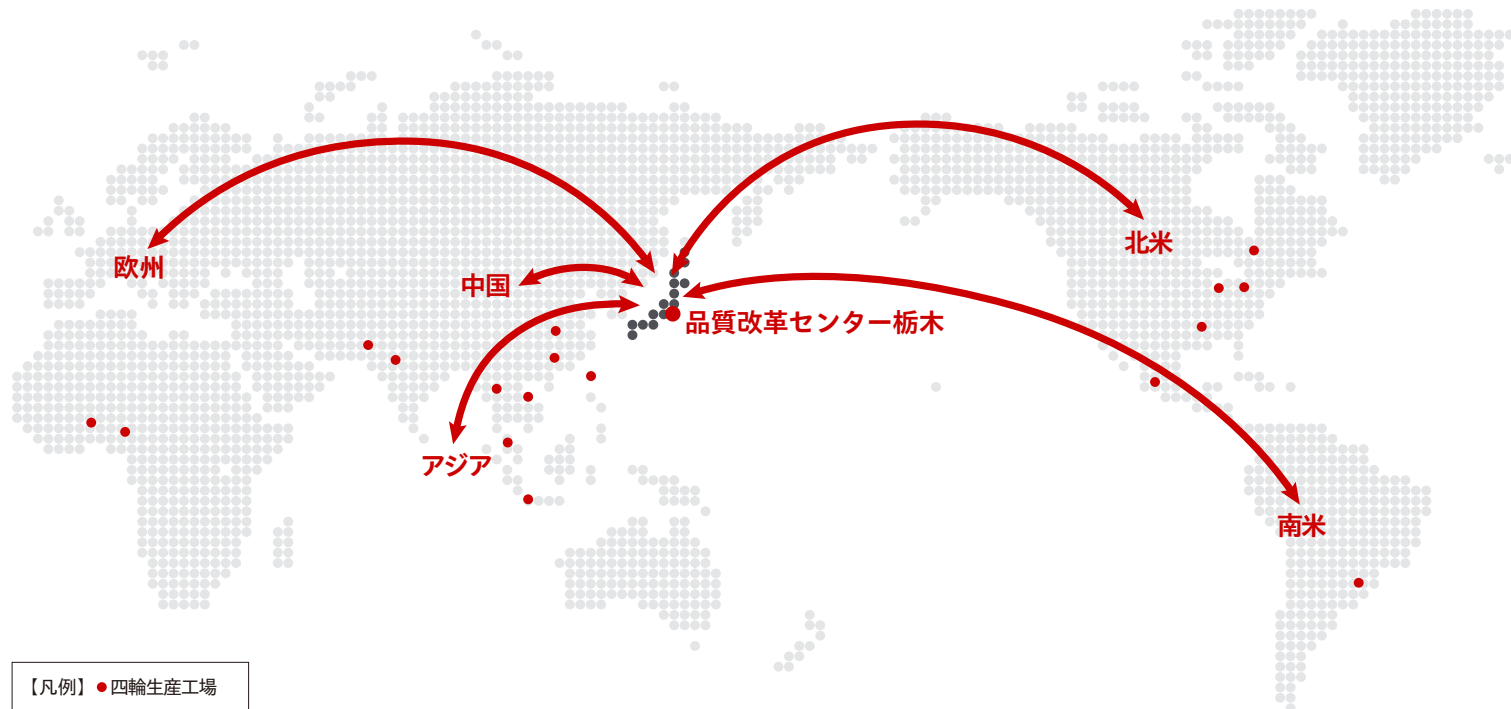 北米
欧州
中国
品質改革センター栃木
アジア
南米
【凡例】●四輪生産工場